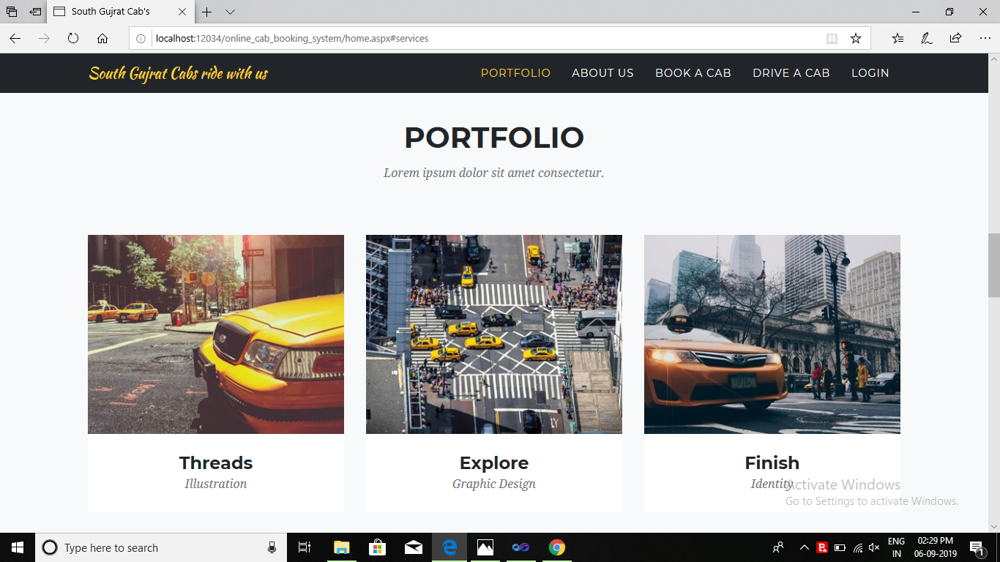 South Gujrat Cab's
localhost:12034/online_cab_booking_system/home.aspx#services
South Gujrat Cabs ride with us
PORTFOLIO ABOUT US BOOK A CAB DRIVE A CAB LOGIN
PORTFOLIO
Lorem ipsum dolor sit amet consectetur.
Threads
Illustration
Explore
Graphic Design
Finish
Identity
Activate Windows
Go to Settings to activate Windows.
Type here to search
ENG
IN
02:29 PM
06-09-2019
1